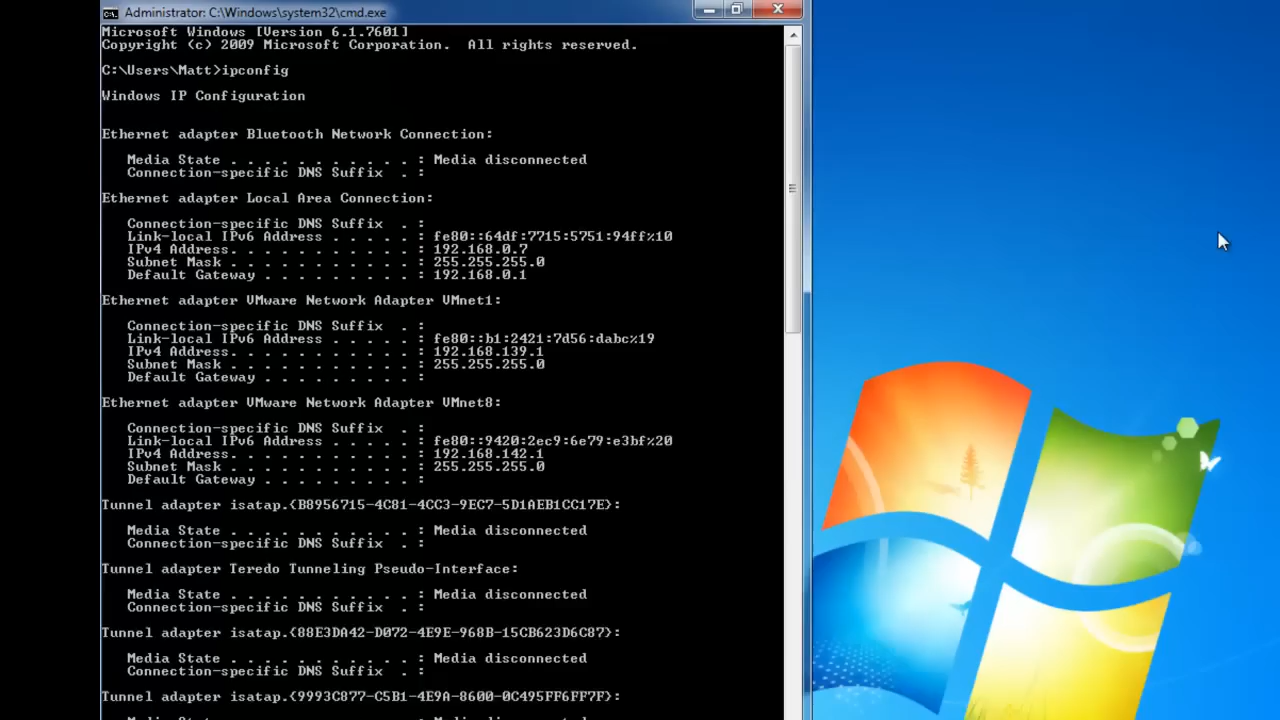 Administrator: C:\Windows\system32\cmd.exe
Microsoft Windows [Version 6.1.7601]
Copyright (c) 2009 Microsoft Corporation.  All rights reserved.
C:\Users\Matt>ipconfig
Windows IP Configuration
Ethernet adapter Bluetooth Network Connection:
Media State . . . . . . . . . . . : Media disconnected
Connection-specific DNS Suffix  . :
Ethernet adapter Local Area Connection:
Connection-specific DNS Suffix  . :
Link-local IPv6 Address . . . . . : fe80::64df:7715:5751:94ff%10
IPv4 Address. . . . . . . . . . . : 192.168.0.7
Subnet Mask . . . . . . . . . . . : 255.255.255.0
Default Gateway . . . . . . . . . : 192.168.0.1
Ethernet adapter VMware Network Adapter VMnet1:
Connection-specific DNS Suffix  . :
Link-local IPv6 Address . . . . . : fe80::b1:2421:7d56:dabc%19
IPv4 Address. . . . . . . . . . . : 192.168.139.1
Subnet Mask . . . . . . . . . . . : 255.255.255.0
Default Gateway . . . . . . . . . :
Ethernet adapter VMware Network Adapter VMnet8:
Connection-specific DNS Suffix  . :
Link-local IPv6 Address . . . . . : fe80::9420:2ec9:6e79:e3bf%20
IPv4 Address. . . . . . . . . . . : 192.168.142.1
Subnet Mask . . . . . . . . . . . : 255.255.255.0
Default Gateway . . . . . . . . . :
Tunnel adapter isatap.{B8956715-4C81-4CC3-9EC7-5D1AEB1CC17E}:
Media State . . . . . . . . . . . : Media disconnected
Connection-specific DNS Suffix  . :
Tunnel adapter Teredo Tunneling Pseudo-Interface:
Media State . . . . . . . . . . . : Media disconnected
Connection-specific DNS Suffix  . :
Tunnel adapter isatap.{88E3DA42-D072-4E9E-968B-15CB623D6C87}:
Media State . . . . . . . . . . . : Media disconnected
Connection-specific DNS Suffix  . :
Tunnel adapter isatap.{9993C877-C5B1-4E9A-8600-0C495FF6FF7F}:
Media State . . . . . . . . . . . : Media disconnected